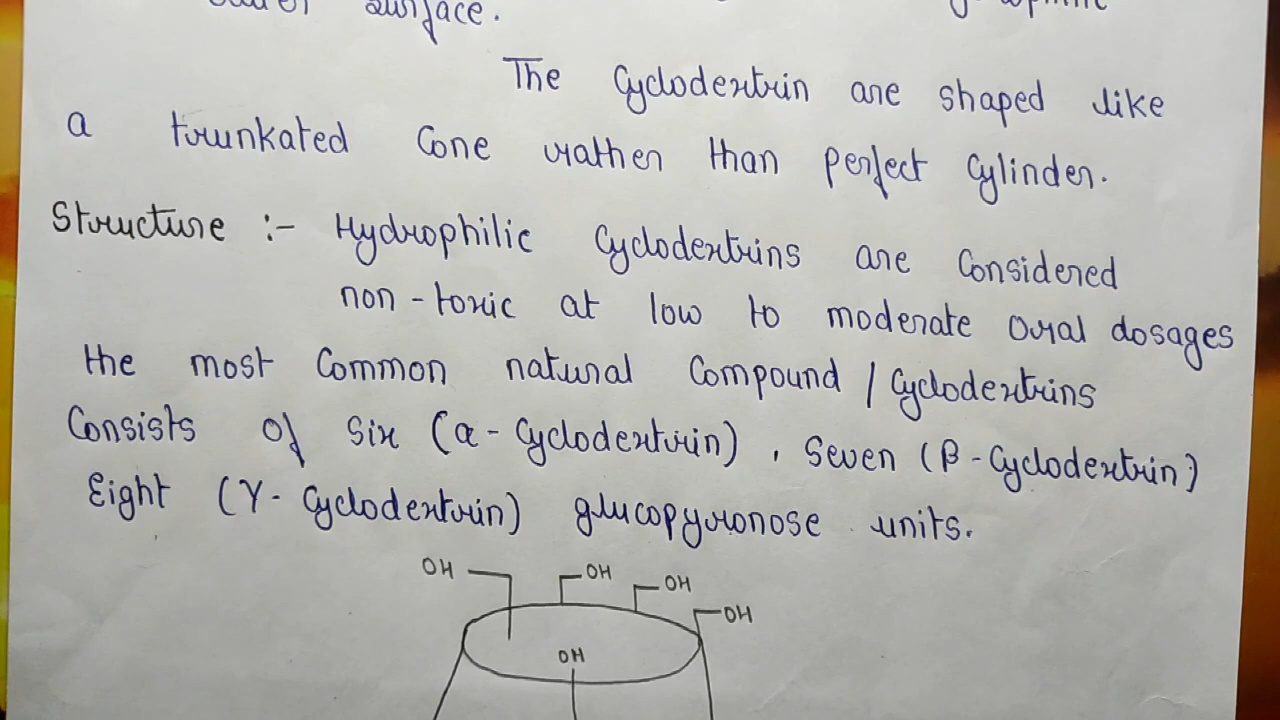 surface.
The Cyclodextrin are shaped like
a trunkated Cone rather than perfect Cylinder.
Structure :- Hydrophilic Cyclodextrins are Considered
non-toxic at low to moderate oral dosages
the most Common natural Compound / Cyclodextrins
Consists of Six (α-Cyclodextrin), Seven (β-Cyclodextrin)
Eight (γ-Cyclodextrin) glucopyronose units.
OH
OH
OH
OH
OH